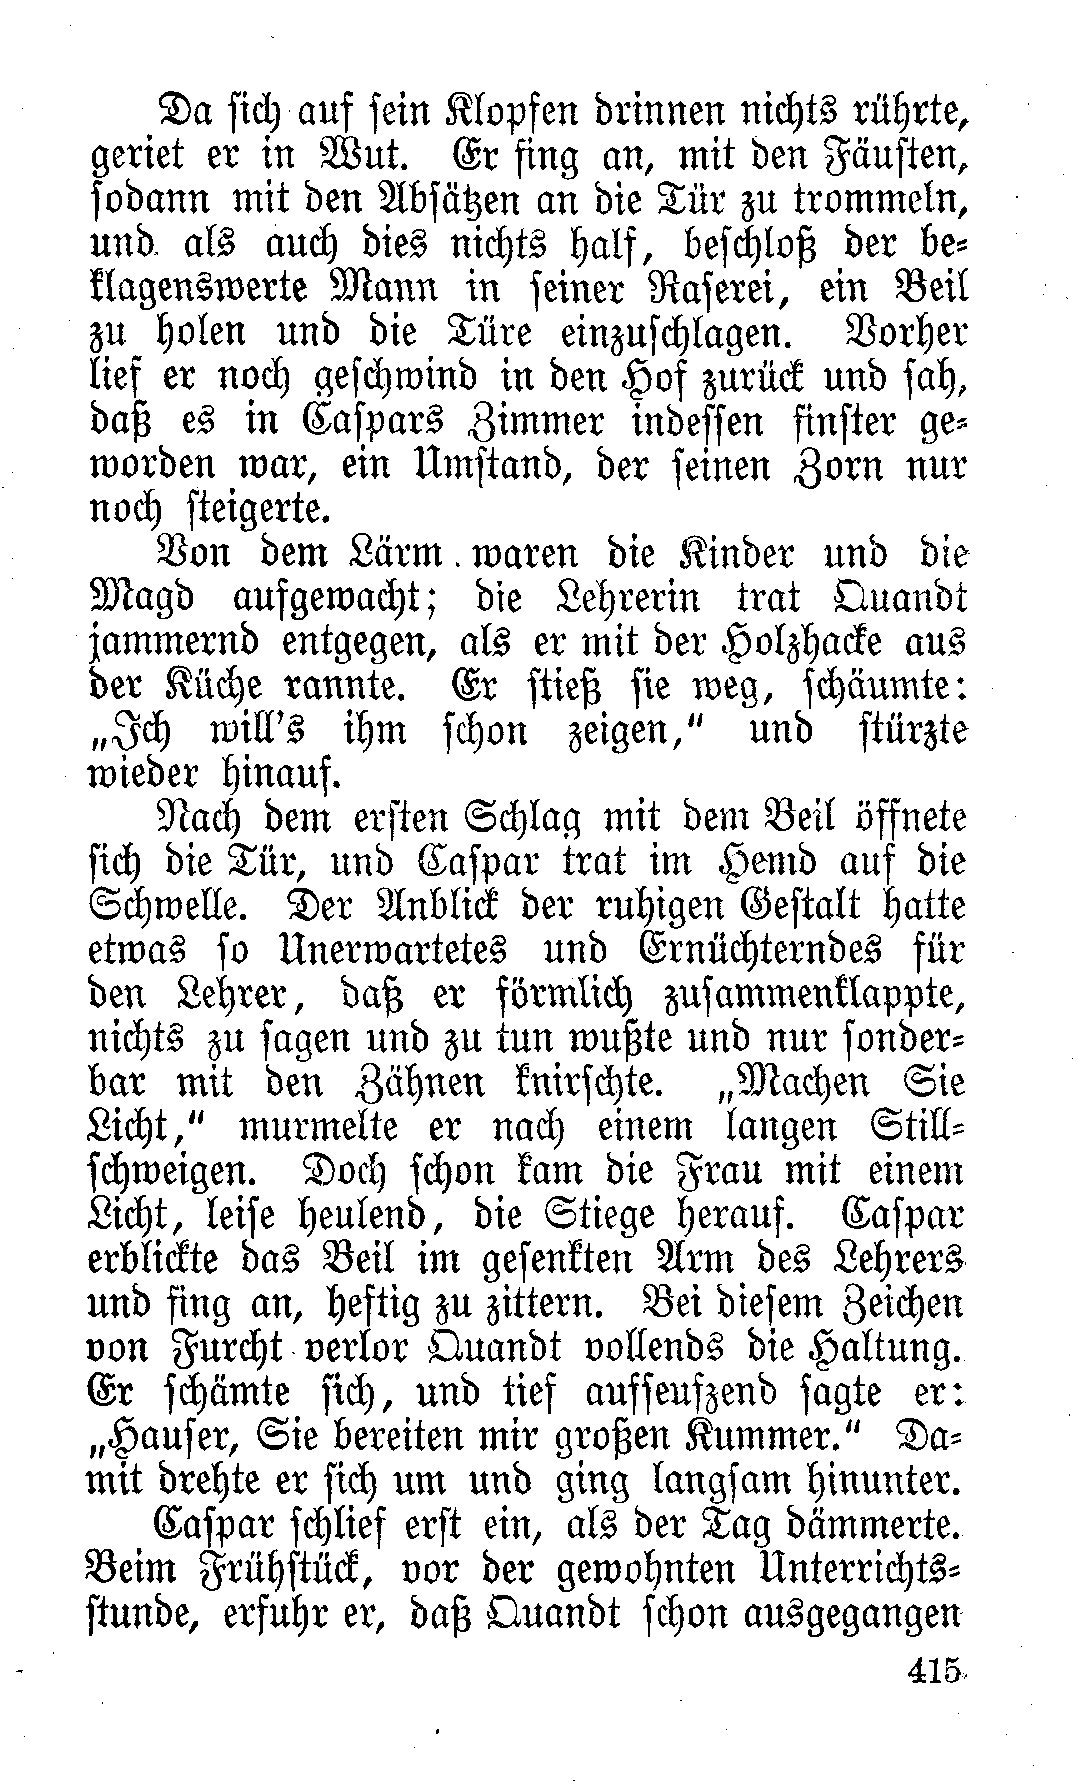 Da sich auf sein Klopfen drinnen nichts rührte,
geriet er in Wut. Er fing an, mit den Fäusten,
sodann mit den Absätzen an die Tür zu trommeln,
und als auch dies nichts half, beschloß der be-
klagenswerte Mann in seiner Raserei, ein Beil
zu holen und die Türe einzuschlagen. Vorher
lief er noch geschwind in den Hof zurück und sah,
daß es in Caspars Zimmer indessen finster ge-
worden war, ein Umstand, der seinen Zorn nur
noch steigerte.
Von dem Lärm waren die Kinder und die
Magd aufgewacht; die Lehrerin trat Quandt
jammernd entgegen, als er mit der Holzhacke aus
der Küche rannte. Er stieß sie weg, schäumte:
„Ich will's ihm schon zeigen,“ und stürzte
wieder hinauf.
Nach dem ersten Schlag mit dem Beil öffnete
sich die Tür, und Caspar trat im Hemd auf die
Schwelle. Der Anblick der ruhigen Gestalt hatte
etwas so Unerwartetes und Ernüchterndes für
den Lehrer, daß er förmlich zusammenklappte,
nichts zu sagen und zu tun wußte und nur sonder-
bar mit den Zähnen knirschte. „Machen Sie
Licht,“ murmelte er nach einem langen Still-
schweigen. Doch schon kam die Frau mit einem
Licht, leise heulend, die Stiege herauf. Caspar
erblickte das Beil im gesenkten Arm des Lehrers
und fing an, heftig zu zittern. Bei diesem Zeichen
von Furcht verlor Quandt vollends die Haltung.
Er schämte sich, und tief aufseufzend sagte er:
„Hauser, Sie bereiten mir großen Kummer.“ Da-
mit drehte er sich um und ging langsam hinunter.
Caspar schlief erst ein, als der Tag dämmerte.
Beim Frühstück, vor der gewohnten Unterrichts-
stunde, erfuhr er, daß Quandt schon ausgegangen
415